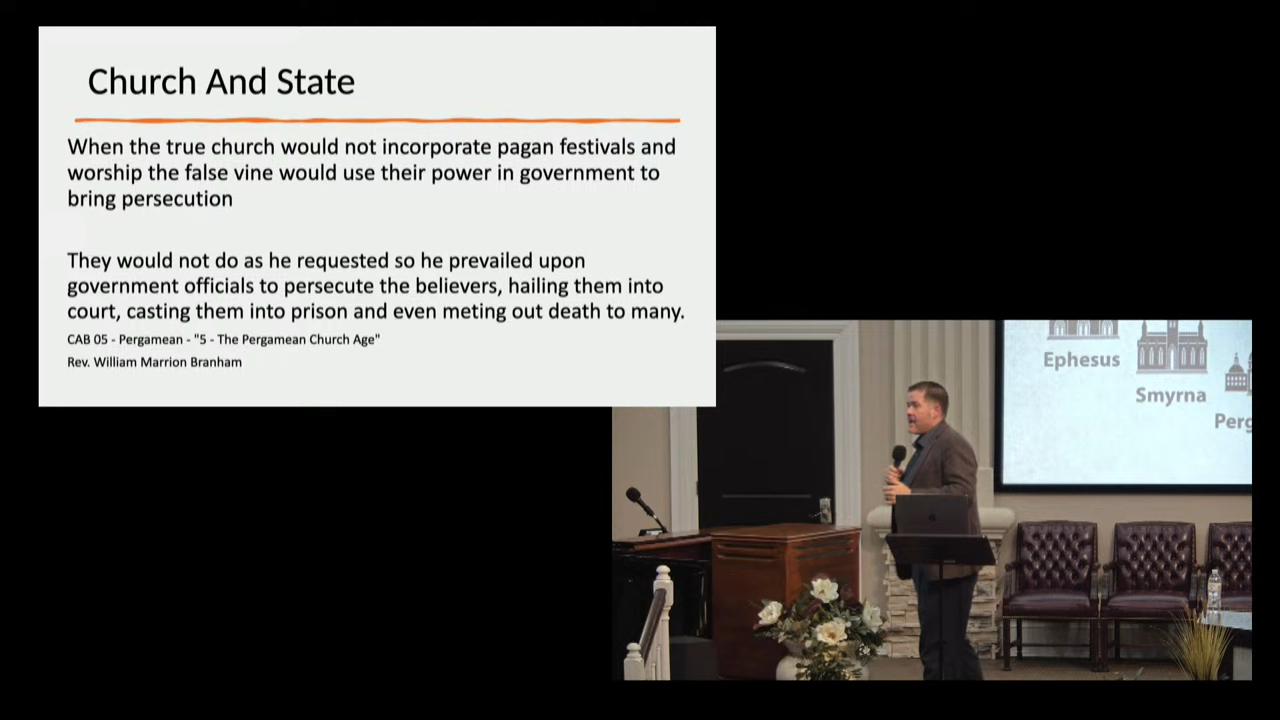 Church And State
When the true church would not incorporate pagan festivals and
worship the false vine would use their power in government to
bring persecution
They would not do as he requested so he prevailed upon
government officials to persecute the believers, hailing them into
court, casting them into prison and even meting out death to many.
CAB 05 - Pergamean - "5 - The Pergamean Church Age"
Rev. William Marrion Branham
Ephesus
Smyrna
Perg